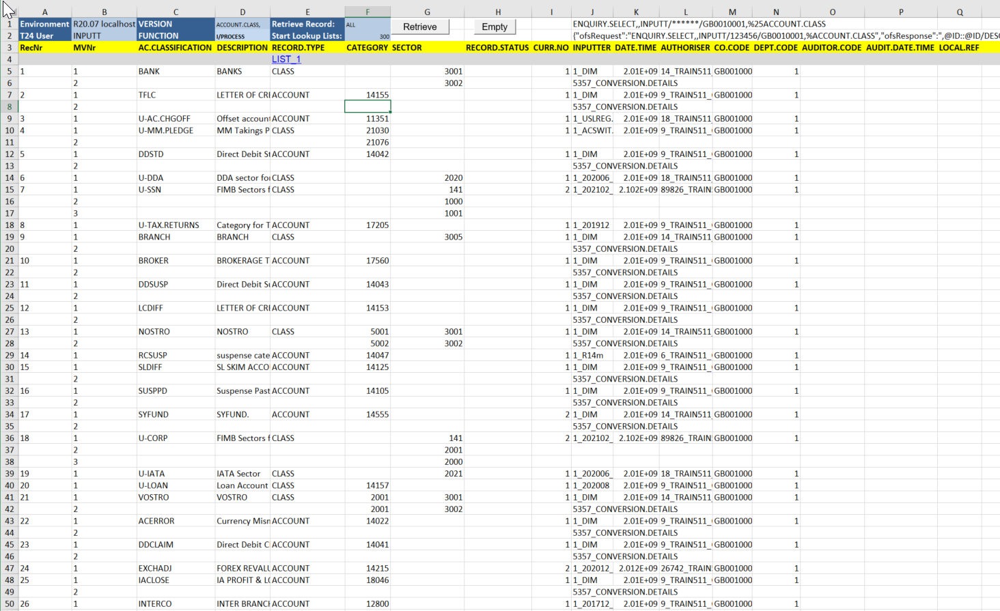 A B C D E F G H I J K L M N O P Q
1 Environment R20.07 localhost VERSION ACCOUNT.CLASS, Retrieve Record: ALL Retrieve Empty ENQUIRY.SELECT,,INPUTT/******/GB0010001,%25ACCOUNT.CLASS
2 T24 User INPUTT FUNCTION I/PROCESS Start Lookup Lists: 300 {"ofsRequest":"ENQUIRY.SELECT,,INPUTT/123456/GB0010001,%ACCOUNT.CLASS","ofsResponse":",@ID::@ID/DESC
3 RecNr MVNr AC.CLASSIFICATION DESCRIPTION RECORD.TYPE CATEGORY SECTOR RECORD.STATUS CURR.NO INPUTTER DATE.TIME AUTHORISER CO.CODE DEPT.CODE AUDITOR.CODE AUDIT.DATE.TIME LOCAL.REF
4 LIST_1
5 1 1 BANK BANKS CLASS 3001 1 1_DIM 2.01E+09 14_TRAIN511_ GB001000 1
6 2 3002 5357_CONVERSION.DETAILS
7 2 1 TFLC LETTER OF CRI ACCOUNT 14155 1 1_DIM 2.01E+09 9_TRAIN511_ GB001000 1
8 2 5357_CONVERSION.DETAILS
9 3 1 U-AC.CHGOFF Offset account ACCOUNT 11351 1 1_USLREG. 2.01E+09 18_TRAIN511_ GB001000 1
10 4 1 U-MM.PLEDGE MM Takings P CLASS 21030 1 1_ACSWIT. 2.01E+09 9_TRAIN511_ GB001000 1
11 2 21076
12 5 1 DDSTD Direct Debit St ACCOUNT 14042 1 1_DIM 2.01E+09 9_TRAIN511_ GB001000 1
13 2 5357_CONVERSION.DETAILS
14 6 1 U-DDA DDA sector for CLASS 2020 1 1_202006_ 2.01E+09 18_TRAIN511_ GB001000 1
15 7 1 U-SSN FIMB Sectors f CLASS 141 2 1_202102_ 2.102E+09 89826_TRAIN GB001000 1
16 2 1000
17 3 1001
18 8 1 U-TAX.RETURNS Category for T ACCOUNT 17205 1 1_201912 2.01E+09 9_TRAIN511_ GB001000 1
19 9 1 BRANCH BRANCH CLASS 3005 1 1_DIM 2.01E+09 14_TRAIN511_ GB001000 1
20 2 5357_CONVERSION.DETAILS
21 10 1 BROKER BROKERAGE T ACCOUNT 17560 1 1_DIM 2.01E+09 9_TRAIN511_ GB001000 1
22 2 5357_CONVERSION.DETAILS
23 11 1 DDSUSP Direct Debit Su ACCOUNT 14043 1 1_DIM 2.01E+09 9_TRAIN511_ GB001000 1
24 2 5357_CONVERSION.DETAILS
25 12 1 LCDIFF LETTER OF CRI ACCOUNT 14153 1 1_DIM 2.01E+09 9_TRAIN511_ GB001000 1
26 2 5357_CONVERSION.DETAILS
27 13 1 NOSTRO NOSTRO CLASS 5001 3001 1 1_DIM 2.01E+09 14_TRAIN511_ GB001000 1
28 2 5002 3002 5357_CONVERSION.DETAILS
29 14 1 RCSUSP suspense cate ACCOUNT 14047 1 1_R14m 2.01E+09 6_TRAIN511_ GB001000 1
30 15 1 SLDIFF SL SKIM ACCO ACCOUNT 14125 1 1_DIM 2.01E+09 9_TRAIN511_ GB001000 1
31 2 5357_CONVERSION.DETAILS
32 16 1 SUSPPD Suspense Past ACCOUNT 14105 1 1_DIM 2.01E+09 9_TRAIN511_ GB001000 1
33 2 5357_CONVERSION.DETAILS
34 17 1 SYFUND SYFUND. ACCOUNT 14555 2 1_DIM 2.01E+09 14_TRAIN511_ GB001000 1
35 2 5357_CONVERSION.DETAILS
36 18 1 U-CORP FIMB Sectors f CLASS 141 2 1_202102_ 2.102E+09 89826_TRAIN GB001000 1
37 2 2001
38 3 2000
39 19 1 U-IATA IATA Sector CLASS 2021 1 1_202006_ 2.01E+09 18_TRAIN511_ GB001000 1
40 20 1 U-LOAN Loan Account CLASS 14157 1 1_202008 2.01E+09 9_TRAIN511_ GB001000 1
41 21 1 VOSTRO VOSTRO CLASS 2001 3001 1 1_DIM 2.01E+09 14_TRAIN511_ GB001000 1
42 2 2001 3002 5357_CONVERSION.DETAILS
43 22 1 ACERROR Currency Mism ACCOUNT 14022 1 1_DIM 2.01E+09 9_TRAIN511_ GB001000 1
44 2 5357_CONVERSION.DETAILS
45 23 1 DDCLAIM Direct Debit C ACCOUNT 14041 1 1_DIM 2.01E+09 9_TRAIN511_ GB001000 1
46 2 5357_CONVERSION.DETAILS
47 24 1 EXCHADJ FOREX REVALU ACCOUNT 14215 2 1_202012_ 2.012E+09 26742_TRAIN GB001000 1
48 25 1 IACLOSE IA PROFIT & LO ACCOUNT 18046 1 1_DIM 2.01E+09 9_TRAIN511_ GB001000 1
49 2 5357_CONVERSION.DETAILS
50 26 1 INTERCO INTER BRANCH ACCOUNT 12800 1 1_201712_ 2.01E+09 9_TRAIN511_ GB001000 1